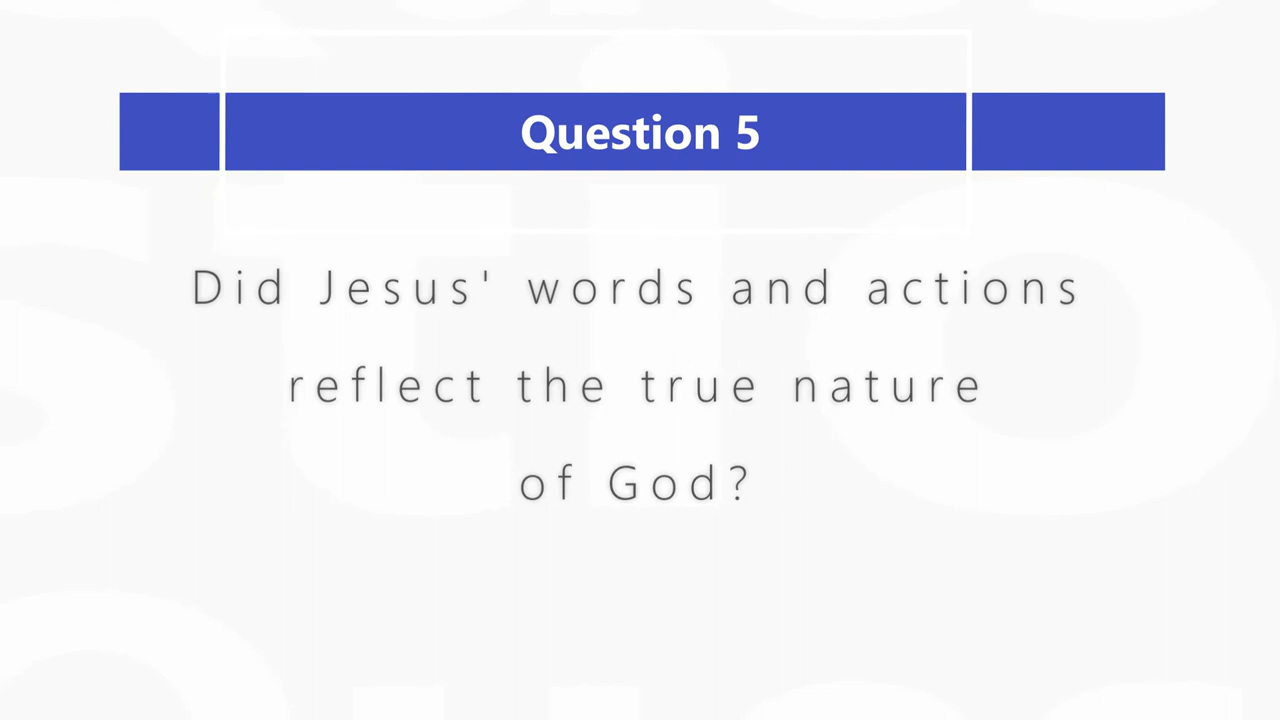 Question 5
Did Jesus' words and actions
reflect the true nature
of God?